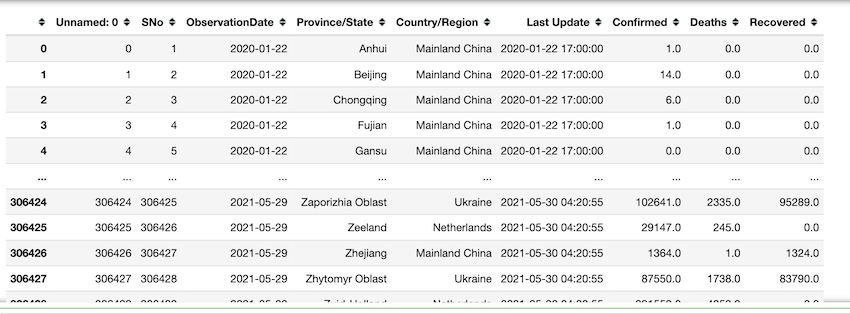 Unnamed: 0 SNo ObservationDate Province/State Country/Region Last Update Confirmed Deaths Recovered
0 0 1 2020-01-22 Anhui Mainland China 2020-01-22 17:00:00 1.0 0.0 0.0
1 1 2 2020-01-22 Beijing Mainland China 2020-01-22 17:00:00 14.0 0.0 0.0
2 2 3 2020-01-22 Chongqing Mainland China 2020-01-22 17:00:00 6.0 0.0 0.0
3 3 4 2020-01-22 Fujian Mainland China 2020-01-22 17:00:00 1.0 0.0 0.0
4 4 5 2020-01-22 Gansu Mainland China 2020-01-22 17:00:00 0.0 0.0 0.0
... ... ... ... ... ... ... ... ... ...
306424 306424 306425 2021-05-29 Zaporizhia Oblast Ukraine 2021-05-30 04:20:55 102641.0 2335.0 95289.0
306425 306425 306426 2021-05-29 Zeeland Netherlands 2021-05-30 04:20:55 29147.0 245.0 0.0
306426 306426 306427 2021-05-29 Zhejiang Mainland China 2021-05-30 04:20:55 1364.0 1.0 1324.0
306427 306427 306428 2021-05-29 Zhytomyr Oblast Ukraine 2021-05-30 04:20:55 87550.0 1738.0 83790.0